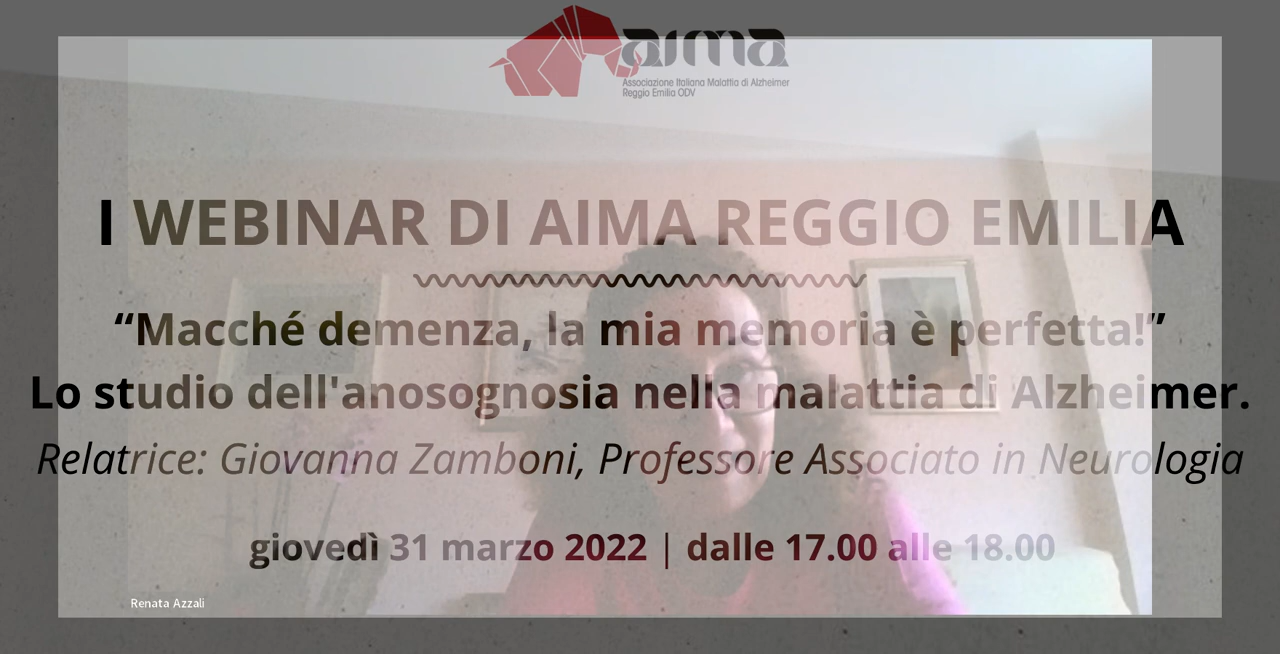 aima
Associazione Italiana Malattia di Alzheimer
Reggio Emilia ODV
I WEBINAR DI AIMA REGGIO EMILIA
“Macché demenza, la mia memoria è perfetta!”
Lo studio dell'anosognosia nella malattia di Alzheimer.
Relatrice: Giovanna Zamboni, Professore Associato in Neurologia
giovedì 31 marzo 2022 | dalle 17.00 alle 18.00
Renata Azzali